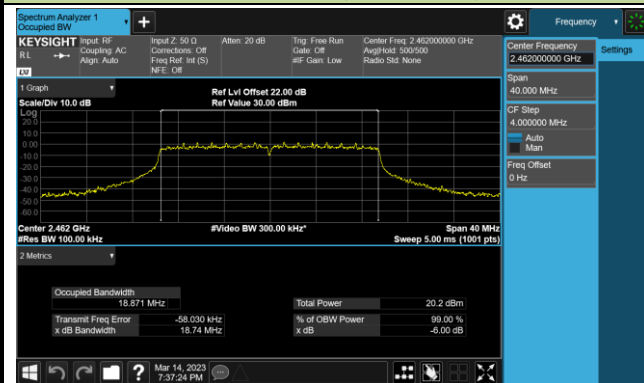 Spectrum Analyzer 1
Occupied BW
+
Frequency
KEYSIGHT
RL
LXI
Input: RF
Coupling: AC
Align: Auto
Input Z: 50 Ω
Corrections: Off
Freq Ref: Int (S)
NFE: Off
Atten: 20 dB
Trig: Free Run
Gate: Off
#IF Gain: Low
Center Freq: 2.462000000 GHz
Avg|Hold: 500/500
Radio Std: None
Center Frequency
2.462000000 GHz
Settings
Span
40.000 MHz
CF Step
4.000000 MHz
Auto
Man
Freq Offset
0 Hz
1 Graph
Scale/Div 10.0 dB
Ref Lvl Offset 22.00 dB
Ref Value 30.00 dBm
Log
20.0
10.0
0.00
-10.0
-20.0
-30.0
-40.0
-50.0
-60.0
Center 2.462 GHz
#Video BW 300.00 kHz*
Span 40 MHz
#Res BW 100.00 kHz
Sweep 5.00 ms (1001 pts)
2 Metrics
Occupied Bandwidth
18.871 MHz
Total Power 20.2 dBm
Transmit Freq Error -58.030 kHz
% of OBW Power 99.00 %
x dB Bandwidth 18.74 MHz
x dB -6.00 dB
?
Mar 14, 2023
7:37:24 PM